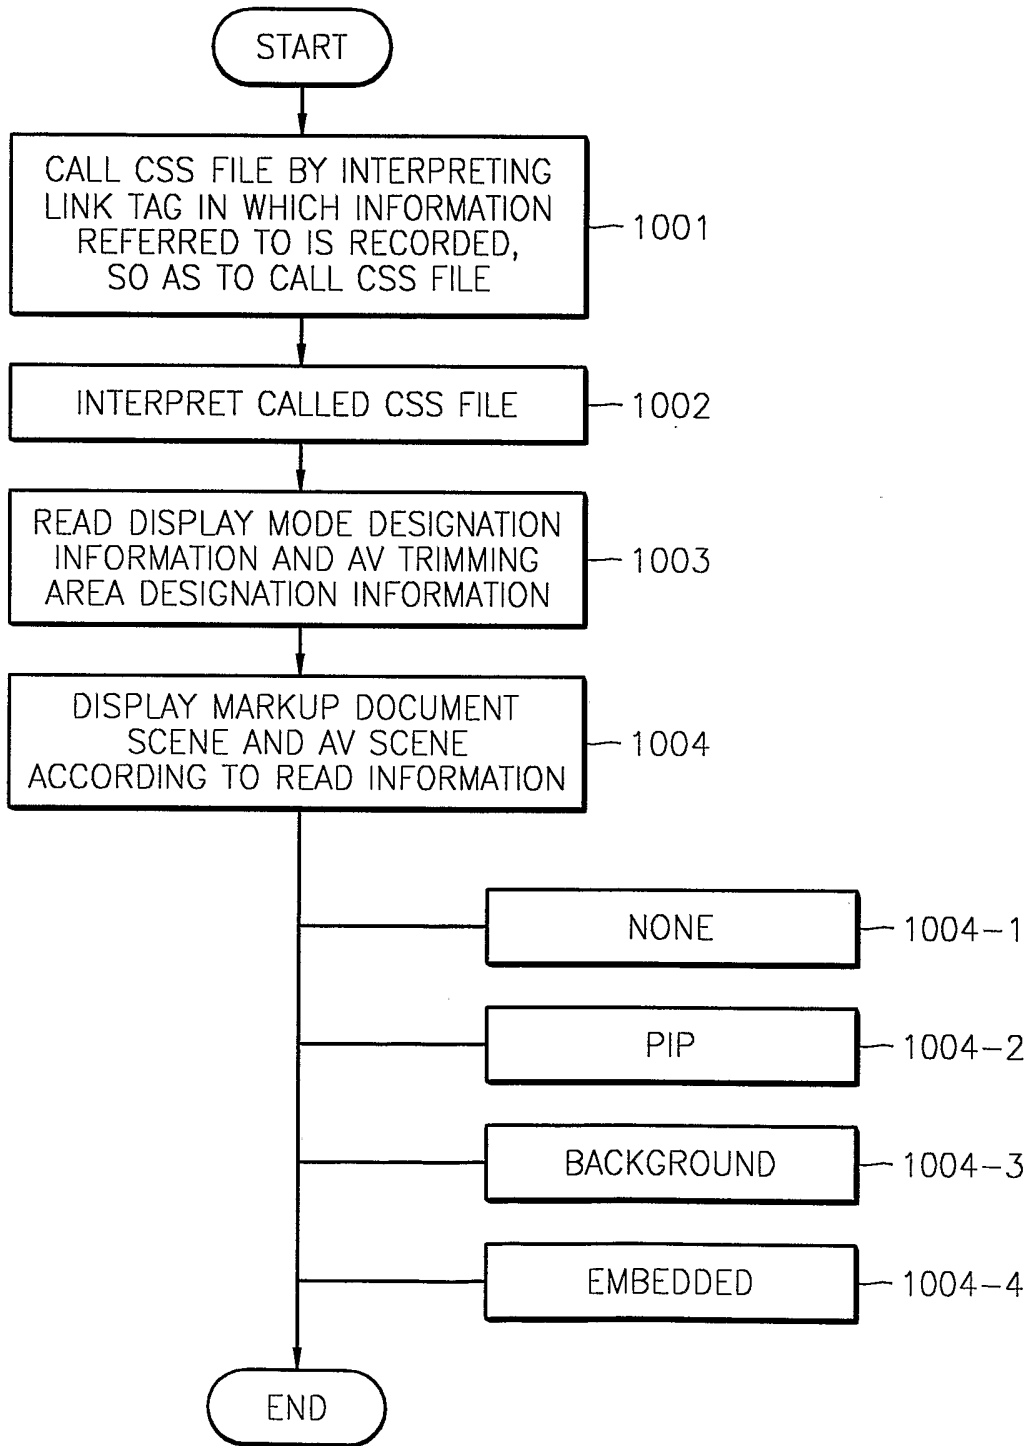 START
CALL CSS FILE BY INTERPRETING
LINK TAG IN WHICH INFORMATION
REFERRED TO IS RECORDED,
SO AS TO CALL CSS FILE
1001
INTERPRET CALLED CSS FILE
1002
READ DISPLAY MODE DESIGNATION
INFORMATION AND AV TRIMMING
AREA DESIGNATION INFORMATION
1003
DISPLAY MARKUP DOCUMENT
SCENE AND AV SCENE
ACCORDING TO READ INFORMATION
1004
NONE
1004-1
PIP
1004-2
BACKGROUND
1004-3
EMBEDDED
1004-4
END